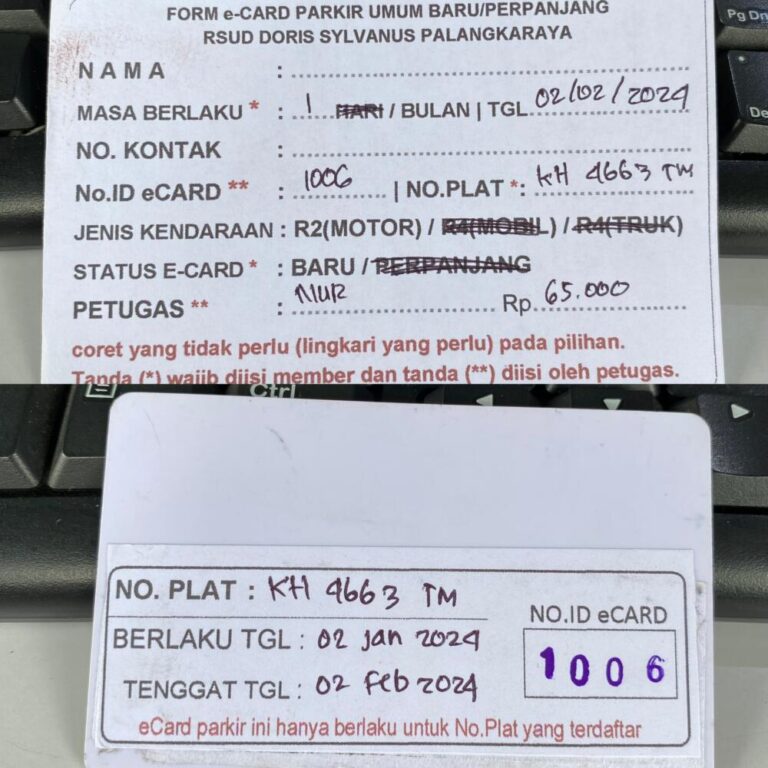 FORM e-CARD PARKIR UMUM BARU/PERPANJANG
RSUD DORIS SYLVANUS PALANGKARAYA
NAMA :
MASA BERLAKU * : 1 HARI / BULAN | TGL 02/02/2024
NO. KONTAK :
No.ID eCARD ** : 1006 | NO.PLAT *: KH 4663 TM
JENIS KENDARAAN : R2(MOTOR) / R4(MOBIL) / R4(TRUK)
STATUS E-CARD * : BARU / PERPANJANG
PETUGAS ** : NUR Rp. 65.000
coret yang tidak perlu (lingkari yang perlu) pada pilihan.
Tanda (*) wajib diisi member dan tanda (**) diisi oleh petugas.
Pg Dn
De
Ctrl
NO. PLAT : KH 4663 TM
BERLAKU TGL : 02 jan 2024
TENGGAT TGL : 02 Feb 2024
NO.ID eCARD
1006
eCard parkir ini hanya berlaku untuk No.Plat yang terdaftar